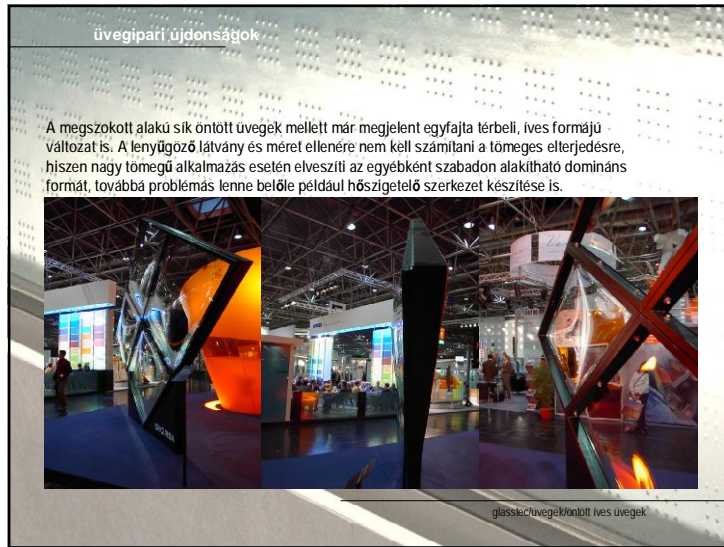 üvegipari újdonságok
A megszokott alakú sík öntött üvegek mellett már megjelent egyfajta térbeli, íves formájú
változat is. A lenyűgöző látvány és méret ellenére nem kell számítani a tömeges elterjedésre,
hiszen nagy tömegű alkalmazás esetén elveszíti az egyébként szabadon alakítható domináns
formát, továbbá problémás lenne belőle például hőszigetelő szerkezet készítése is.
glasstec/üvegek/öntött íves üvegek